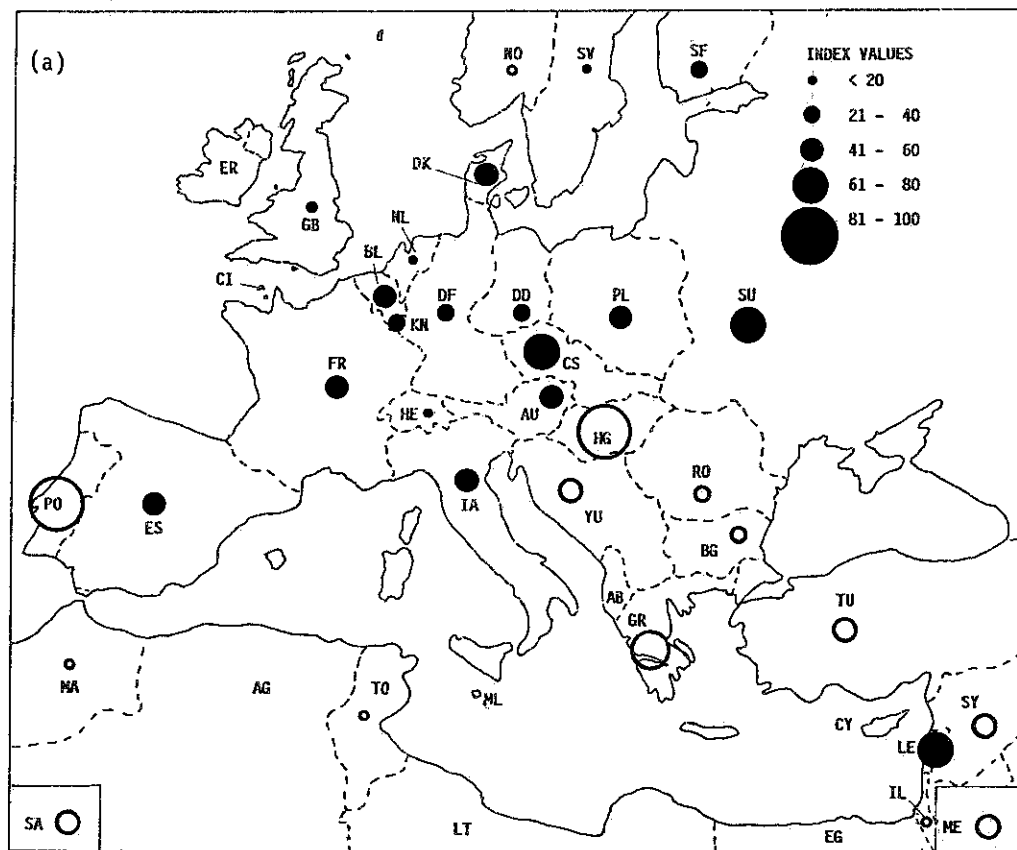 (a)
NO
SV
SF
INDEX VALUES
< 20
21 - 40
41 - 60
61 - 80
81 - 100
ER
DK
GB
NL
BL
CI
DF
DD
PL
SU
KN
CS
FR
HE
AU
HG
PO
ES
IA
YU
RO
BG
AB
GR
TU
MA
AG
TO
ML
CY
SY
LE
IL
SA
LT
EG
ME